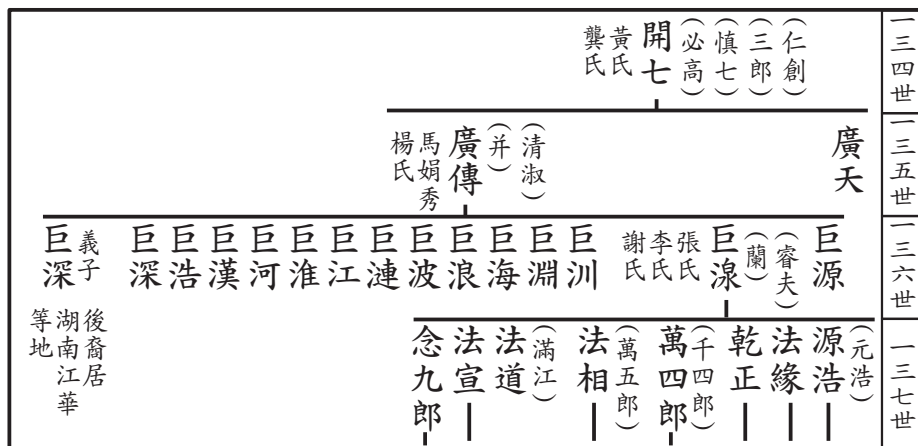 一三四世
(仁創)
(三郎)
(慎七)
(必高)
開七
黃氏
龔氏
一三五世
廣天
(清淑)
(并)
廣傳
馬娟秀
楊氏
一三六世
巨源
(睿夫)
(蘭)
巨湶
張氏
李氏
謝氏
巨汌
巨淵
巨海
巨浪
巨波
巨漣
巨江
巨淮
巨河
巨漢
巨浩
巨深
義子
巨深
後裔居
湖南江華
等地
一三七世
(元浩)
源浩
法緣
乾正
(千四郎)
萬四郎
(萬五郎)
法相
(滿江)
法道
法宣
念九郎